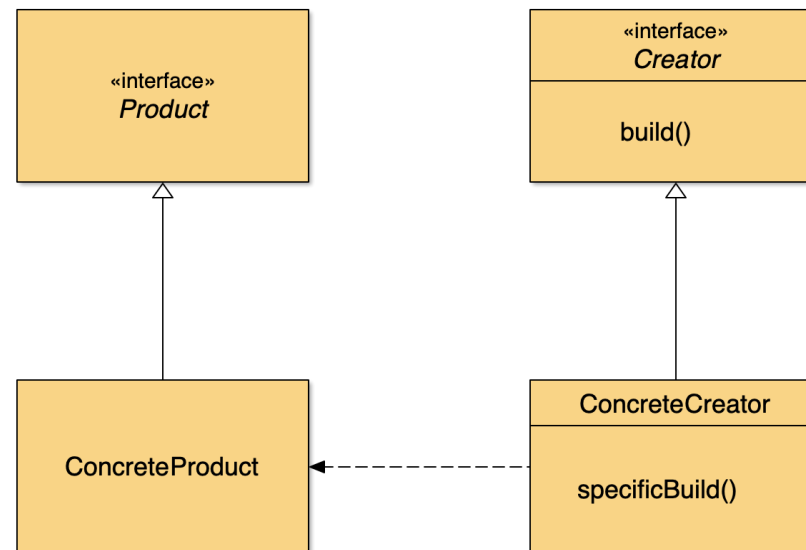 «interface»
Product
«interface»
Creator
build()
ConcreteProduct
ConcreteCreator
specificBuild()